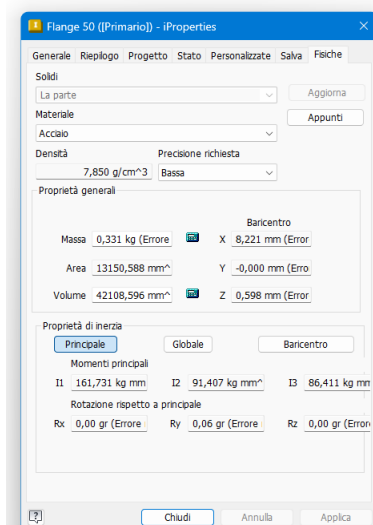 Flange 50 ([Primario]) - iProperties
Generale Riepilogo Progetto Stato Personalizzate Salva Fisiche
Solidi
La parte Aggiorna
Materiale Appunti
Acciaio
Densità Precisione richiesta
7,850 g/cm^3 Bassa
Proprietà generali
Baricentro
Massa 0,331 kg (Errore X 8,221 mm (Error
Area 13150,588 mm^ Y -0,000 mm (Erro
Volume 42108,596 mm^ Z 0,598 mm (Error
Proprietà di inerzia
Principale Globale Baricentro
Momenti principali
I1 161,731 kg mm I2 91,407 kg mm^ I3 86,411 kg mm
Rotazione rispetto a principale
Rx 0,00 gr (Errore Ry 0,06 gr (Errore Rz 0,00 gr (Errore
? Chiudi Annulla Applica